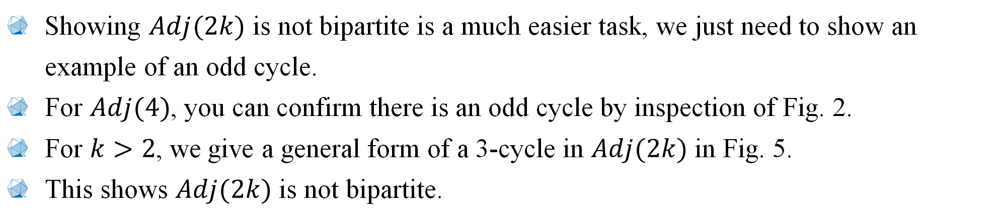 Showing Adj(2k) is not bipartite is a much easier task, we just need to show an
example of an odd cycle.
For Adj(4), you can confirm there is an odd cycle by inspection of Fig. 2.
For k > 2, we give a general form of a 3-cycle in Adj(2k) in Fig. 5.
This shows Adj(2k) is not bipartite.